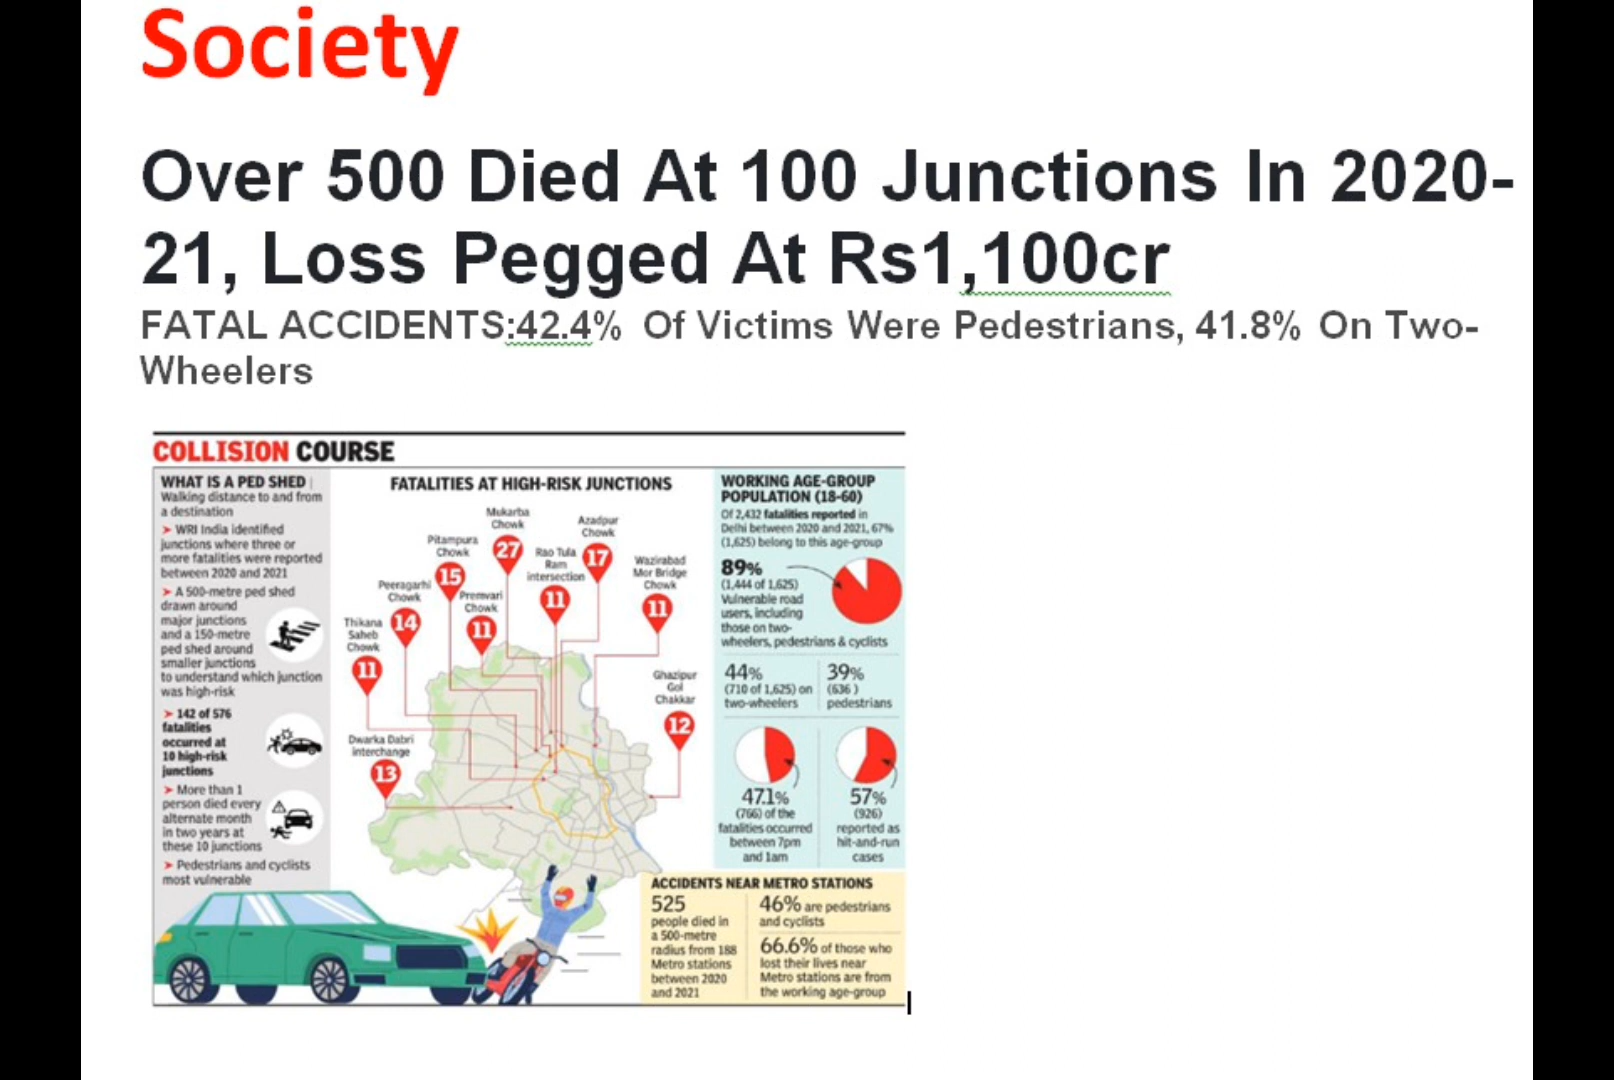 Society
Over 500 Died At 100 Junctions In 2020-
21, Loss Pegged At Rs1,100cr
FATAL ACCIDENTS:42.4% Of Victims Were Pedestrians, 41.8% On Two-
Wheelers
COLLISION COURSE
WHAT IS A PED SHED |
Walking distance to and from
a destination
➤ WRI India identified
junctions where three or
more fatalities were reported
between 2020 and 2021
➤ A 500-metre ped shed
drawn around
major junctions
and a 150-metre
ped shed around
smaller junctions
to understand which junction
was high-risk
➤ 142 of 576
fatalities
occurred at
10 high-risk
junctions
➤ More than 1
person died every
alternate month
in two years at
these 10 junctions
➤ Pedestrians and cyclists
most vulnerable
FATALITIES AT HIGH-RISK JUNCTIONS
Mukarba
Chowk
27
Azadpur
Chowk
17
Pitampura
Chowk
15
Rao Tula
Ram
intersection
11
Wazirabad
Mor Bridge
Chowk
11
Peeragarhi
Chowk
14
Premvari
Chowk
11
Thikana
Saheb
Chowk
11
Ghazipur
Gol
Chakkar
12
Dwarka Dabri
interchange
13
WORKING AGE-GROUP
POPULATION (18-60)
Of 2,432 fatalities reported in
Delhi between 2020 and 2021, 67%
(1,625) belong to this age-group
89%
(1,444 of 1,625)
Vulnerable road
users, including
those on two-
wheelers, pedestrians & cyclists
44%
(710 of 1,625) on
two-wheelers
39%
(636 )
pedestrians
47.1%
(766) of the
fatalities occurred
between 7pm
and 1am
57%
(926)
reported as
hit-and-run
cases
ACCIDENTS NEAR METRO STATIONS
525
people died in
a 500-metre
radius from 188
Metro stations
between 2020
and 2021
46% are pedestrians
and cyclists
66.6% of those who
lost their lives near
Metro stations are from
the working age-group